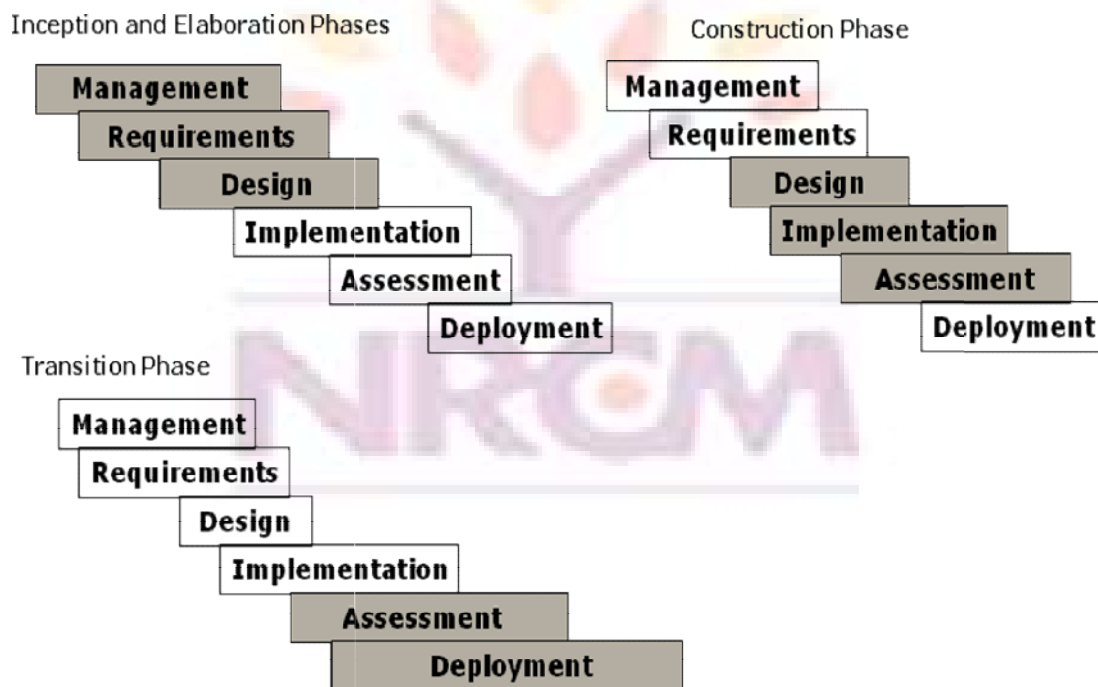 Inception and Elaboration Phases
Management
Requirements
Design
Implementation
Assessment
Deployment
Construction Phase
Management
Requirements
Design
Implementation
Assessment
Deployment
Transition Phase
Management
Requirements
Design
Implementation
Assessment
Deployment
NRCM